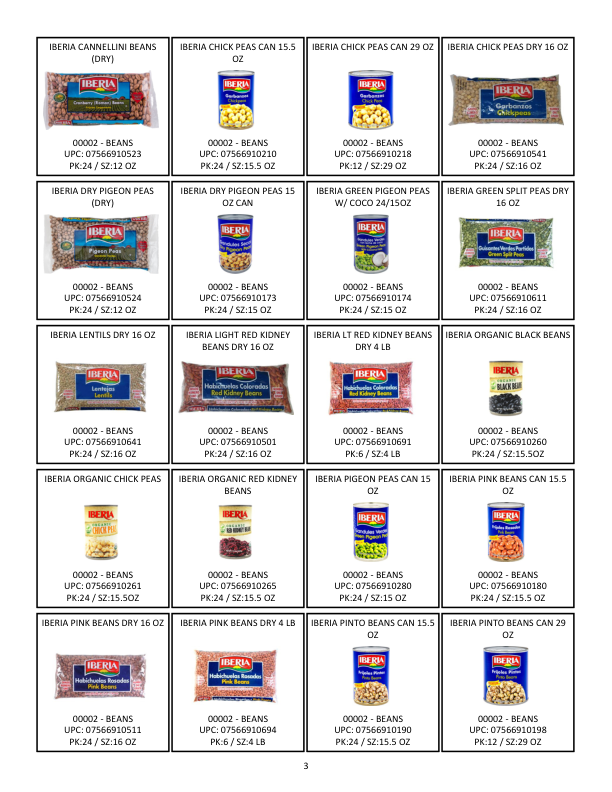 IBERIA CANNELLINI BEANS
(DRY)
IBERIA
Cranberry (Roman) Beans
00002 - BEANS
UPC: 07566910523
PK:24 / SZ:12 OZ
IBERIA CHICK PEAS CAN 15.5
OZ
IBERIA
Garbanzos
Chickpeas
00002 - BEANS
UPC: 07566910210
PK:24 / SZ:15.5 OZ
IBERIA CHICK PEAS CAN 29 OZ
IBERIA
Garbanzos
Chick Peas
00002 - BEANS
UPC: 07566910218
PK:12 / SZ:29 OZ
IBERIA CHICK PEAS DRY 16 OZ
IBERIA
Garbanzos
Chickpeas
00002 - BEANS
UPC: 07566910541
PK:24 / SZ:16 OZ
IBERIA DRY PIGEON PEAS
(DRY)
IBERIA
Pigeon Peas
00002 - BEANS
UPC: 07566910524
PK:24 / SZ:12 OZ
IBERIA DRY PIGEON PEAS 15
OZ CAN
IBERIA
00002 - BEANS
UPC: 07566910173
PK:24 / SZ:15 OZ
IBERIA GREEN PIGEON PEAS
W/ COCO 24/15OZ
IBERIA
00002 - BEANS
UPC: 07566910174
PK:24 / SZ:15 OZ
IBERIA GREEN SPLIT PEAS DRY
16 OZ
IBERIA
Guisantes Verdes Partidos
Green Split Peas
00002 - BEANS
UPC: 07566910611
PK:24 / SZ:16 OZ
IBERIA LENTILS DRY 16 OZ
IBERIA
Lentejas
Lentils
00002 - BEANS
UPC: 07566910641
PK:24 / SZ:16 OZ
IBERIA LIGHT RED KIDNEY
BEANS DRY 16 OZ
IBERIA
Habichuelas Coloradas
Red Kidney Beans
00002 - BEANS
UPC: 07566910501
PK:24 / SZ:16 OZ
IBERIA LT RED KIDNEY BEANS
DRY 4 LB
IBERIA
Habichuelas Coloradas
Red Kidney Beans
00002 - BEANS
UPC: 07566910691
PK:6 / SZ:4 LB
IBERIA ORGANIC BLACK BEANS
IBERIA
ORGANIC
BLACK BEAN
00002 - BEANS
UPC: 07566910260
PK:24 / SZ:15.5OZ
IBERIA ORGANIC CHICK PEAS
IBERIA
ORGANIC
CHICK PEAS
00002 - BEANS
UPC: 07566910261
PK:24 / SZ:15.5OZ
IBERIA ORGANIC RED KIDNEY
BEANS
IBERIA
ORGANIC
RED KIDNEY BEAN
00002 - BEANS
UPC: 07566910265
PK:24 / SZ:15.5 OZ
IBERIA PIGEON PEAS CAN 15
OZ
IBERIA
Gandules Verdes
Green Pigeon Peas
00002 - BEANS
UPC: 07566910280
PK:24 / SZ:15 OZ
IBERIA PINK BEANS CAN 15.5
OZ
IBERIA
Frijoles Rosados
Pink Beans
00002 - BEANS
UPC: 07566910180
PK:24 / SZ:15.5 OZ
IBERIA PINK BEANS DRY 16 OZ
IBERIA
Habichuelas Rosadas
Pink Beans
00002 - BEANS
UPC: 07566910511
PK:24 / SZ:16 OZ
IBERIA PINK BEANS DRY 4 LB
IBERIA
Habichuelas Rosadas
Pink Beans
00002 - BEANS
UPC: 07566910694
PK:6 / SZ:4 LB
IBERIA PINTO BEANS CAN 15.5
OZ
IBERIA
Frijoles Pintos
Pinto Beans
00002 - BEANS
UPC: 07566910190
PK:24 / SZ:15.5 OZ
IBERIA PINTO BEANS CAN 29
OZ
IBERIA
Frijoles Pintos
Pinto Beans
00002 - BEANS
UPC: 07566910198
PK:12 / SZ:29 OZ
3